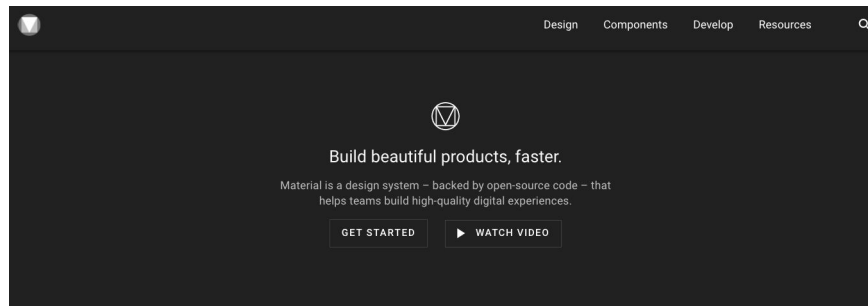 Design Components Develop Resources
Build beautiful products, faster.
Material is a design system – backed by open-source code – that
helps teams build high-quality digital experiences.
GET STARTED WATCH VIDEO